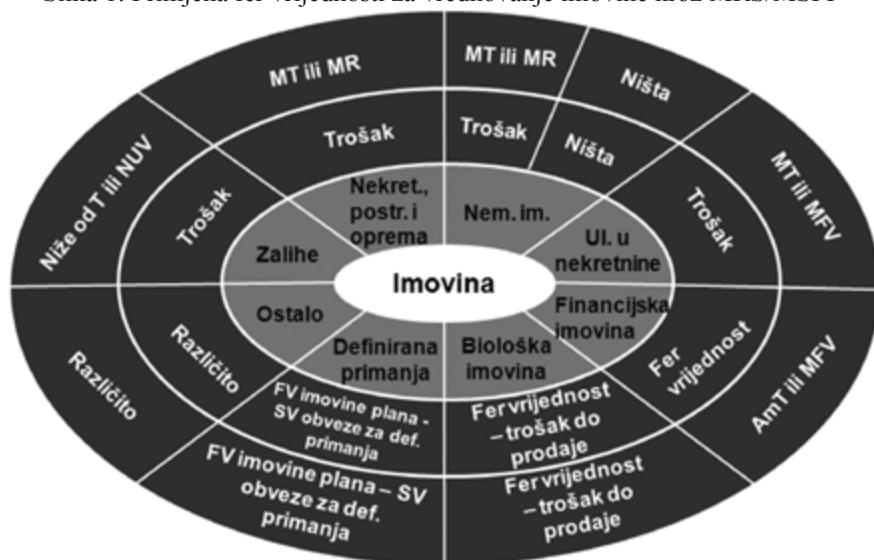 Slika 1. Primjena fer vrijednosti za vrednovanje imovine kroz MRS/MSFI
MT ili MR
MT ili MR
Ništa
MT ili MFV
AmT ili MFV
Fer vrijednost
– trošak do
prodaje
FV imovine plana – SV
obveze za def.
primanja
Različito
Niže od T ili NUV
Trošak
Trošak
Ništa
Trošak
Fer
vrijednost
Fer vrijednost
– trošak do
prodaje
FV imovine plana -
SV obveze za def.
primanja
Različito
Trošak
Nekret.,
postr. i
oprema
Nem. im.
Ul. u
nekretnine
Financijska
imovina
Biološka
imovina
Definirana
primanja
Ostalo
Zalihe
Imovina